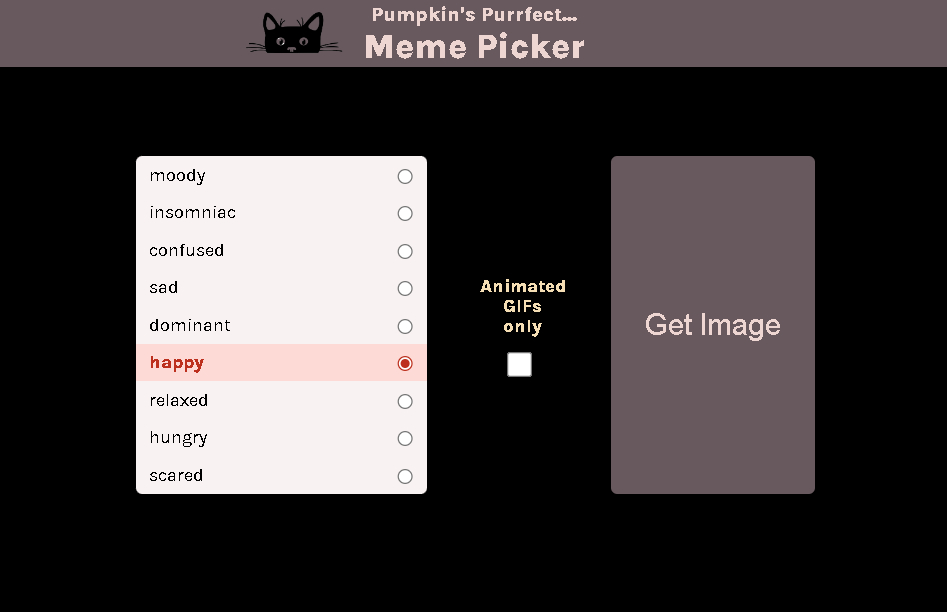 Pumpkin's Purrfect...
Meme Picker
moody
insomniac
confused
sad
dominant
happy
relaxed
hungry
scared
Animated
GIFs
only
Get Image